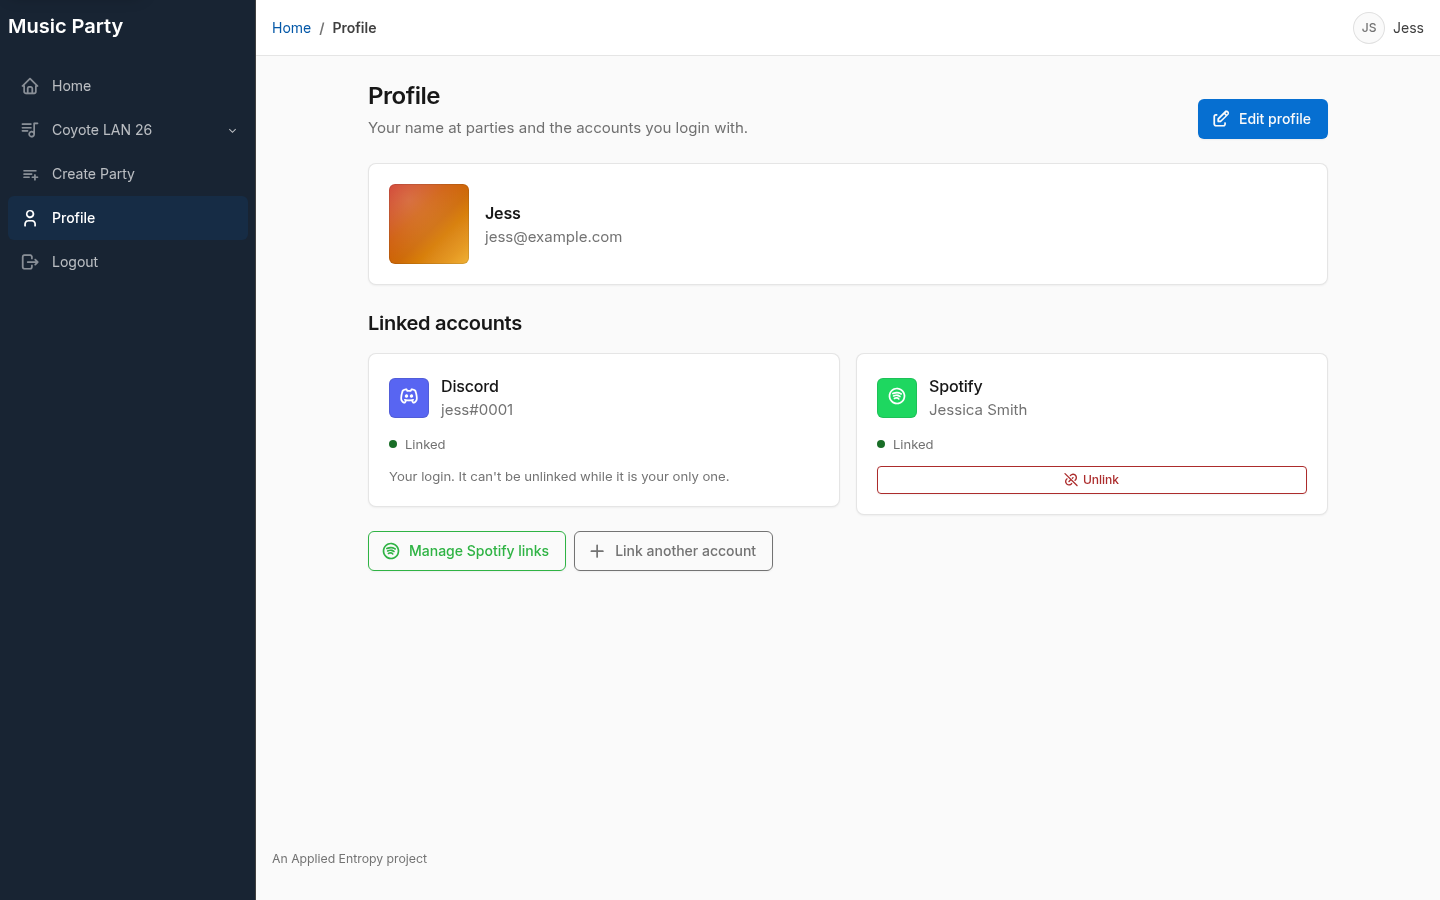 Music Party
Home
Coyote LAN 26
Create Party
Profile
Logout
Home / Profile
JS Jess
Profile
Your name at parties and the accounts you login with.
Edit profile
Jess
jess@example.com
Linked accounts
Discord
jess#0001
Linked
Your login. It can't be unlinked while it is your only one.
Spotify
Jessica Smith
Linked
Unlink
Manage Spotify links
Link another account
An Applied Entropy project